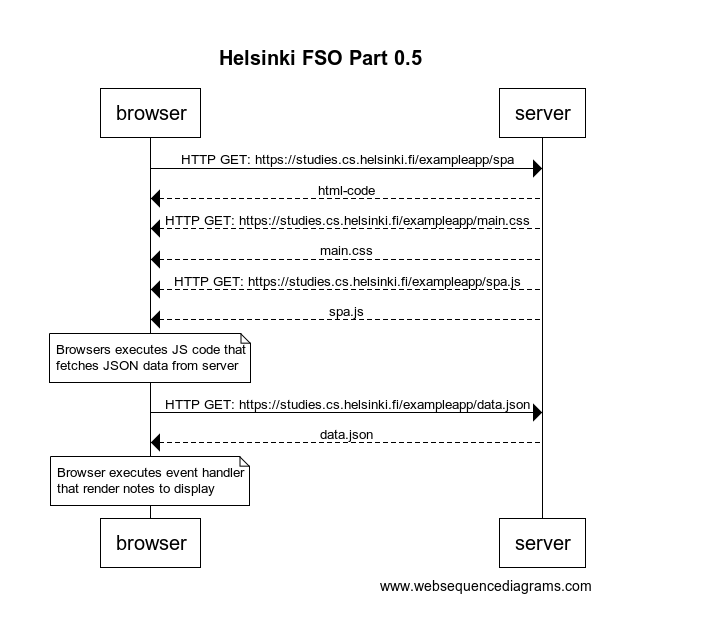 Helsinki FSO Part 0.5
browser
server
HTTP GET: https://studies.cs.helsinki.fi/exampleapp/spa
html-code
HTTP GET: https://studies.cs.helsinki.fi/exampleapp/main.css
main.css
HTTP GET: https://studies.cs.helsinki.fi/exampleapp/spa.js
spa.js
Browsers executes JS code that
fetches JSON data from server
HTTP GET: https://studies.cs.helsinki.fi/exampleapp/data.json
data.json
Browser executes event handler
that render notes to display
browser
server
www.websequencediagrams.com